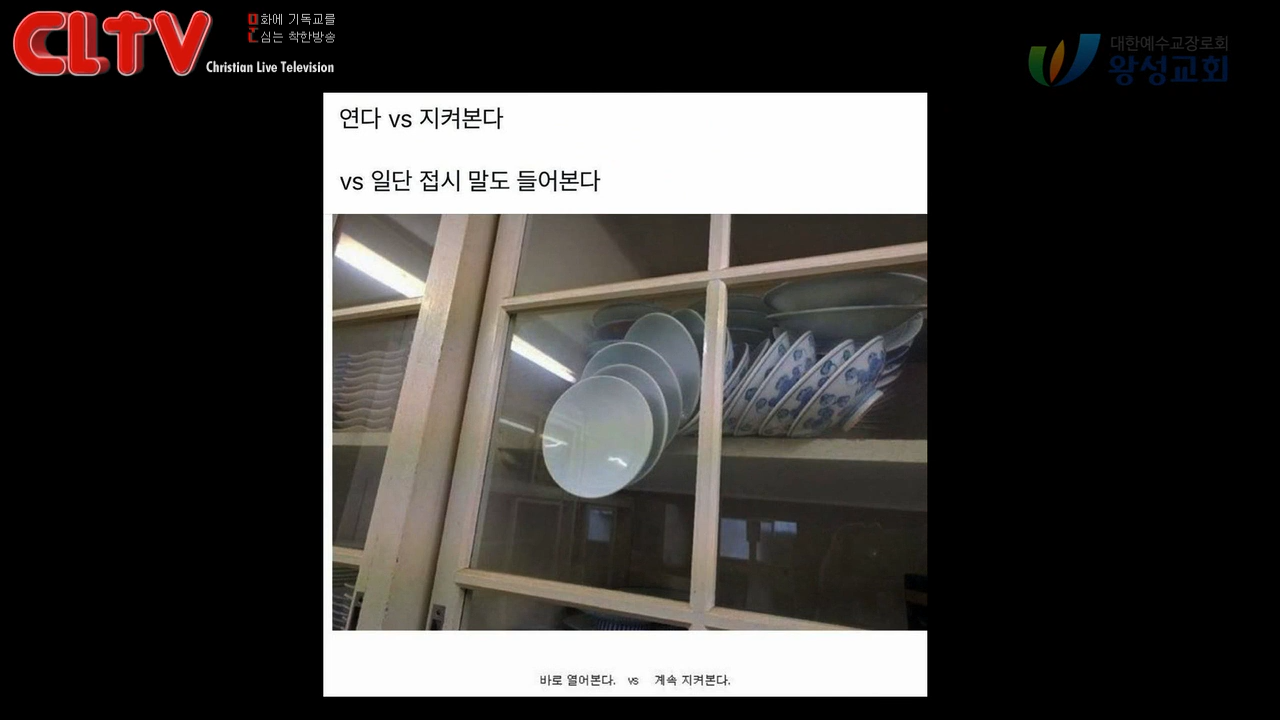 CLTV
문화에 기독교를
심는 착한방송
Christian Live Television
대한예수교장로회
왕성교회
연다 vs 지켜본다
vs 일단 접시 말도 들어본다
바로 열어본다. vs 계속 지켜본다.